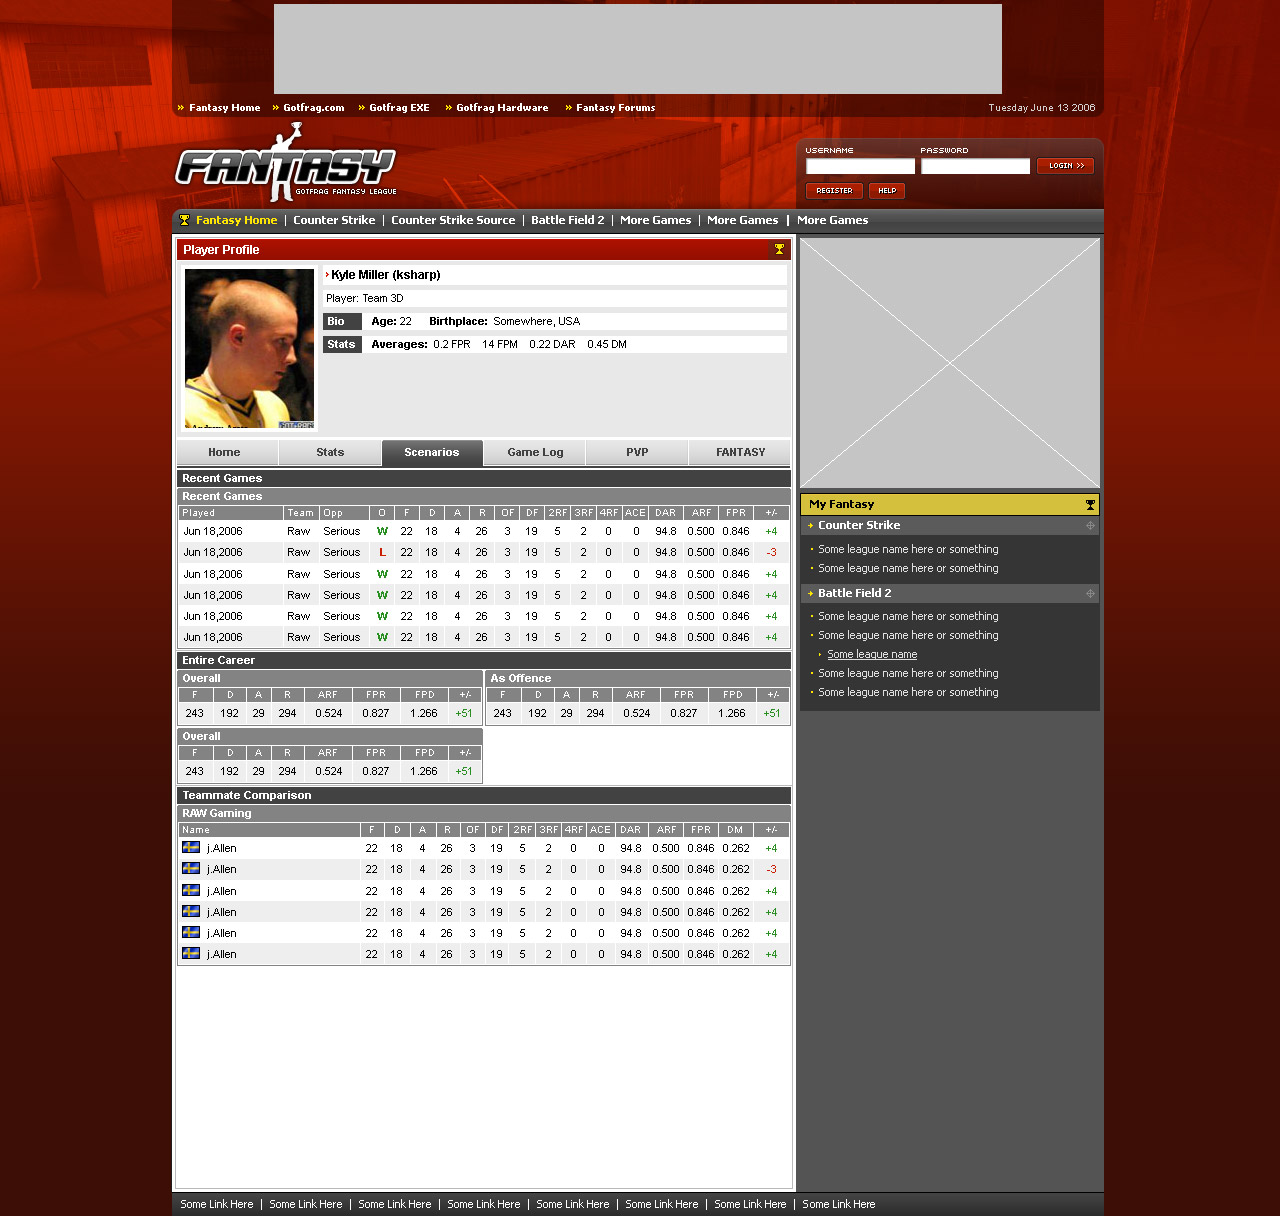 Fantasy Home Gotfrag.com Gotfrag EXE Gotfrag Hardware Fantasy Forums Tuesday June 13 2006
FANTASY
GOTFRAG FANTASY LEAGUE
USERNAME PASSWORD
LOGIN >>
REGISTER HELP
Fantasy Home | Counter Strike | Counter Strike Source | Battle Field 2 | More Games | More Games | More Games
Player Profile
Kyle Miller (ksharp)
Player: Team 3D
Bio Age: 22 Birthplace: Somewhere, USA
Stats Averages: 0.2 FPR 14 FPM 0.22 DAR 0.45 DM
Home Stats Scenarios Game Log PVP FANTASY
Recent Games
Recent Games
Played Team Opp O F D A R OF DF 2RF 3RF 4RF ACE DAR ARF FPR +/-
Jun 18,2006 Raw Serious W 22 18 4 26 3 19 5 2 0 0 94.8 0.500 0.846 +4
Jun 18,2006 Raw Serious L 22 18 4 26 3 19 5 2 0 0 94.8 0.500 0.846 -3
Jun 18,2006 Raw Serious W 22 18 4 26 3 19 5 2 0 0 94.8 0.500 0.846 +4
Jun 18,2006 Raw Serious W 22 18 4 26 3 19 5 2 0 0 94.8 0.500 0.846 +4
Jun 18,2006 Raw Serious W 22 18 4 26 3 19 5 2 0 0 94.8 0.500 0.846 +4
Jun 18,2006 Raw Serious W 22 18 4 26 3 19 5 2 0 0 94.8 0.500 0.846 +4
Entire Career
Overall
F D A R ARF FPR FPD +/-
243 192 29 294 0.524 0.827 1.266 +51
As Offence
F D A R ARF FPR FPD +/-
243 192 29 294 0.524 0.827 1.266 +51
Overall
F D A R ARF FPR FPD +/-
243 192 29 294 0.524 0.827 1.266 +51
Teammate Comparison
RAW Gaming
Name F D A R OF DF 2RF 3RF 4RF ACE DAR ARF FPR DM +/-
j.Allen 22 18 4 26 3 19 5 2 0 0 94.8 0.500 0.846 0.262 +4
j.Allen 22 18 4 26 3 19 5 2 0 0 94.8 0.500 0.846 0.262 -3
j.Allen 22 18 4 26 3 19 5 2 0 0 94.8 0.500 0.846 0.262 +4
j.Allen 22 18 4 26 3 19 5 2 0 0 94.8 0.500 0.846 0.262 +4
j.Allen 22 18 4 26 3 19 5 2 0 0 94.8 0.500 0.846 0.262 +4
j.Allen 22 18 4 26 3 19 5 2 0 0 94.8 0.500 0.846 0.262 +4
My Fantasy
Counter Strike
Some league name here or something
Some league name here or something
Battle Field 2
Some league name here or something
Some league name here or something
Some league name
Some league name here or something
Some league name here or something
Some Link Here | Some Link Here | Some Link Here | Some Link Here | Some Link Here | Some Link Here | Some Link Here | Some Link Here